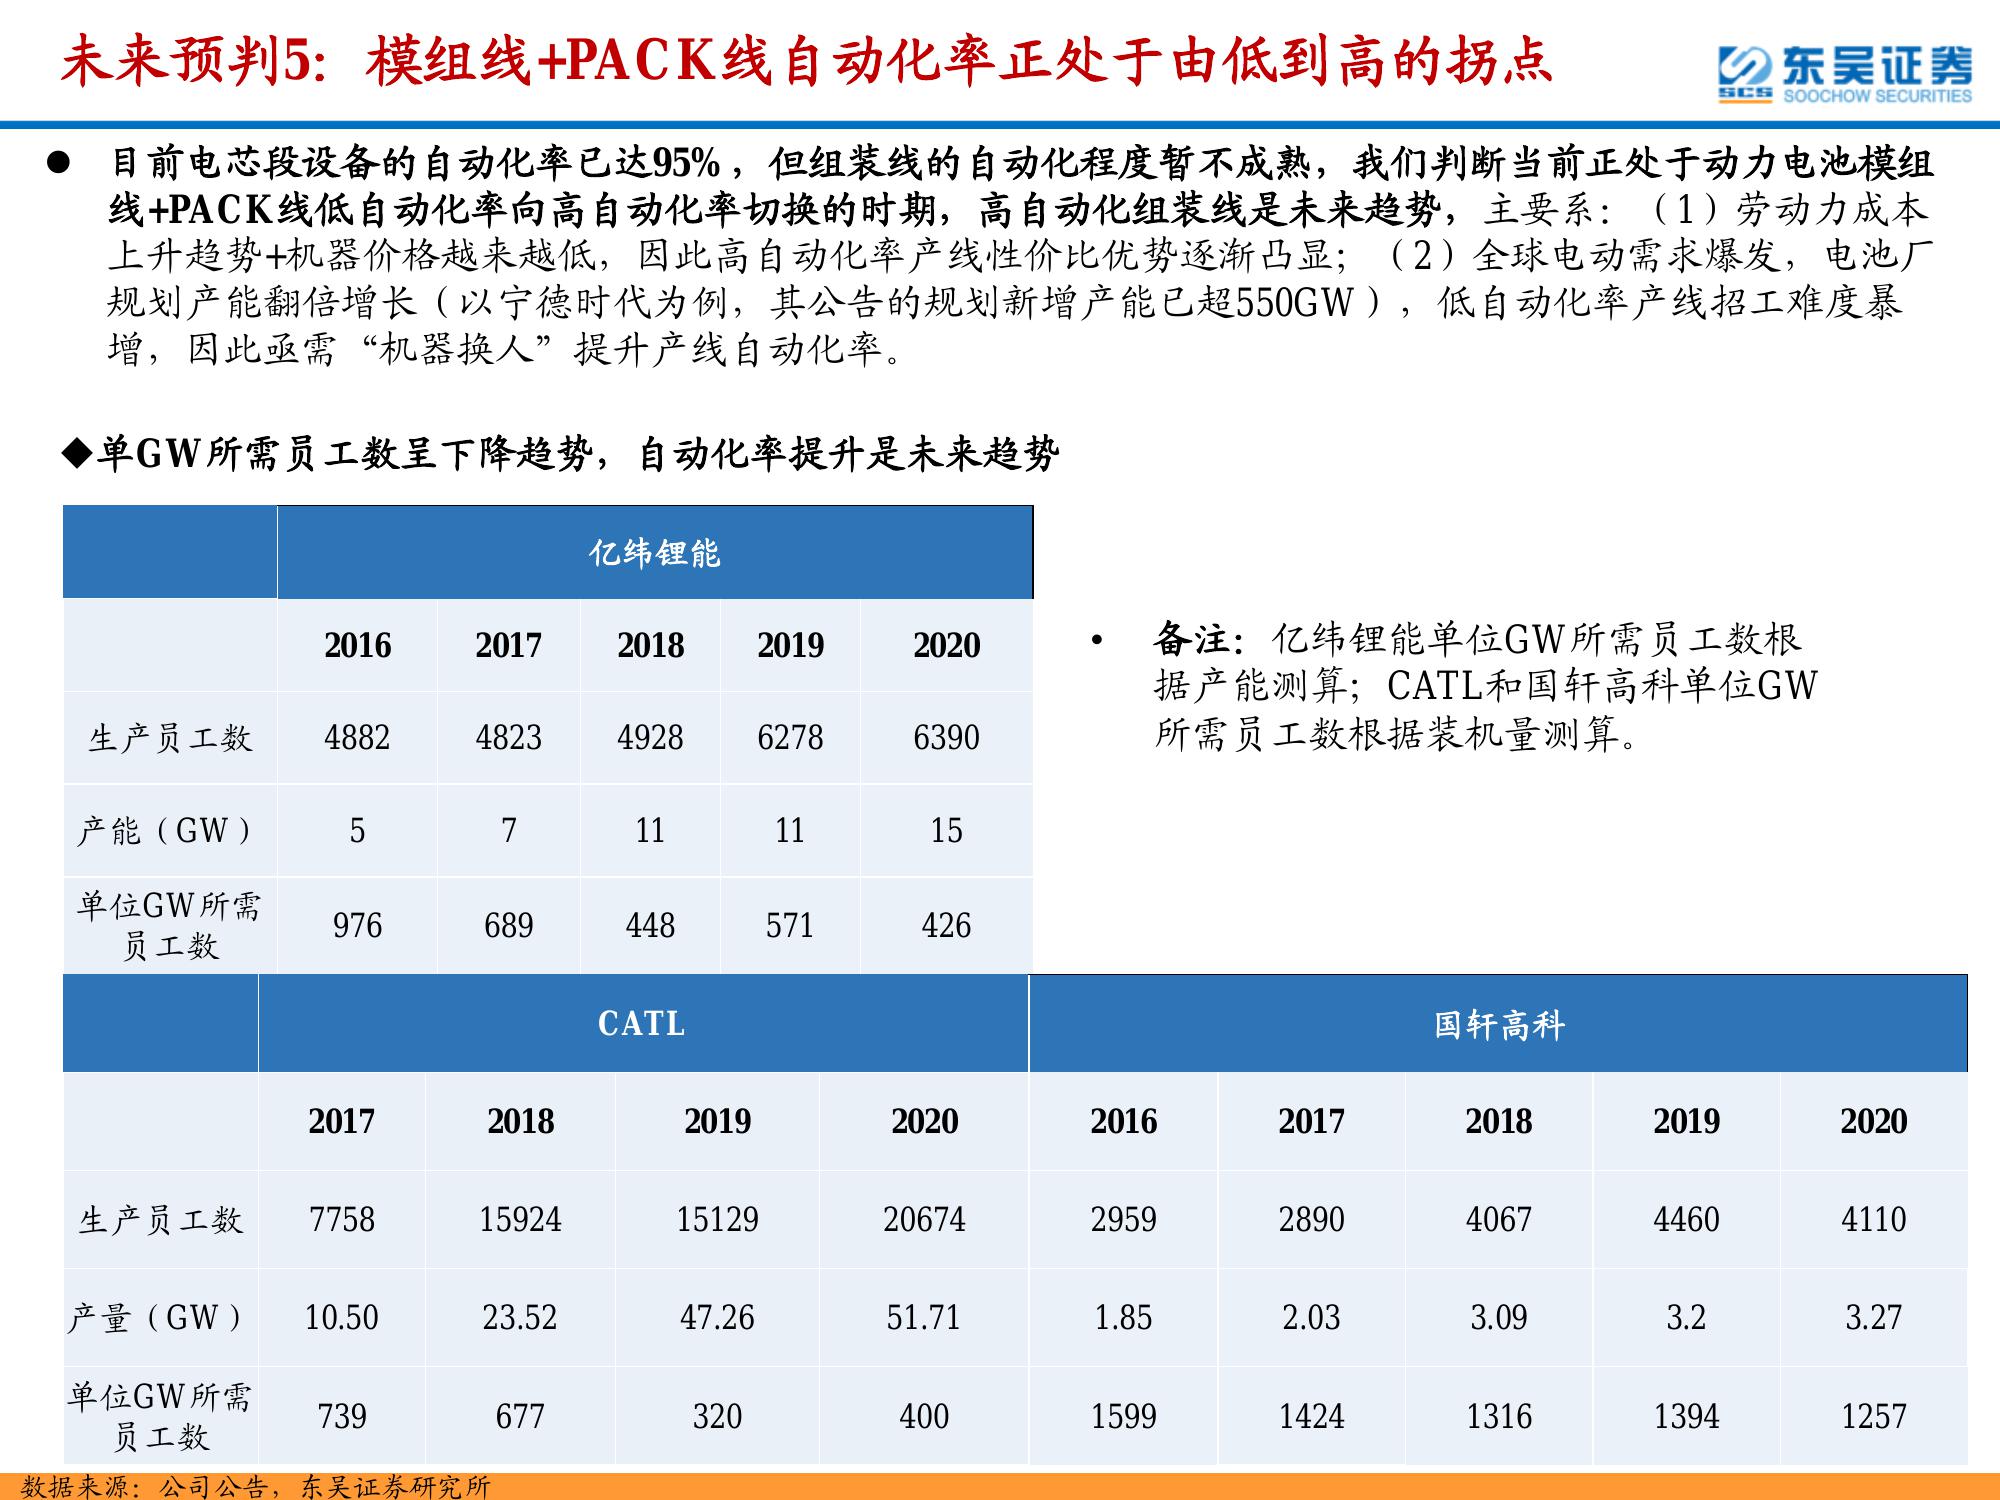 未来预判5：模组线+PACK线自动化率正处于由低到高的拐点
东吴证券
SCS SOOCHOW SECURITIES
● 目前电芯段设备的自动化率已达95%，但组装线的自动化程度暂不成熟，我们判断当前正处于动力电池模组
线+PACK线低自动化率向高自动化率切换的时期，高自动化组装线是未来趋势，主要系：（1）劳动力成本
上升趋势+机器价格越来越低，因此高自动化率产线性价比优势逐渐凸显；（2）全球电动需求爆发，电池厂
规划产能翻倍增长（以宁德时代为例，其公告的规划新增产能已超550GW），低自动化率产线招工难度暴
增，因此亟需“机器换人”提升产线自动化率。
◆单GW所需员工数呈下降趋势，自动化率提升是未来趋势
亿纬锂能
2016 2017 2018 2019 2020
生产员工数 4882 4823 4928 6278 6390
产能（GW） 5 7 11 11 15
单位GW所需
员工数 976 689 448 571 426
• 备注：亿纬锂能单位GW所需员工数根
据产能测算；CATL和国轩高科单位GW
所需员工数根据装机量测算。
CATL 国轩高科
2017 2018 2019 2020 2016 2017 2018 2019 2020
生产员工数 7758 15924 15129 20674 2959 2890 4067 4460 4110
产量（GW） 10.50 23.52 47.26 51.71 1.85 2.03 3.09 3.2 3.27
单位GW所需
员工数 739 677 320 400 1599 1424 1316 1394 1257
数据来源：公司公告，东吴证券研究所